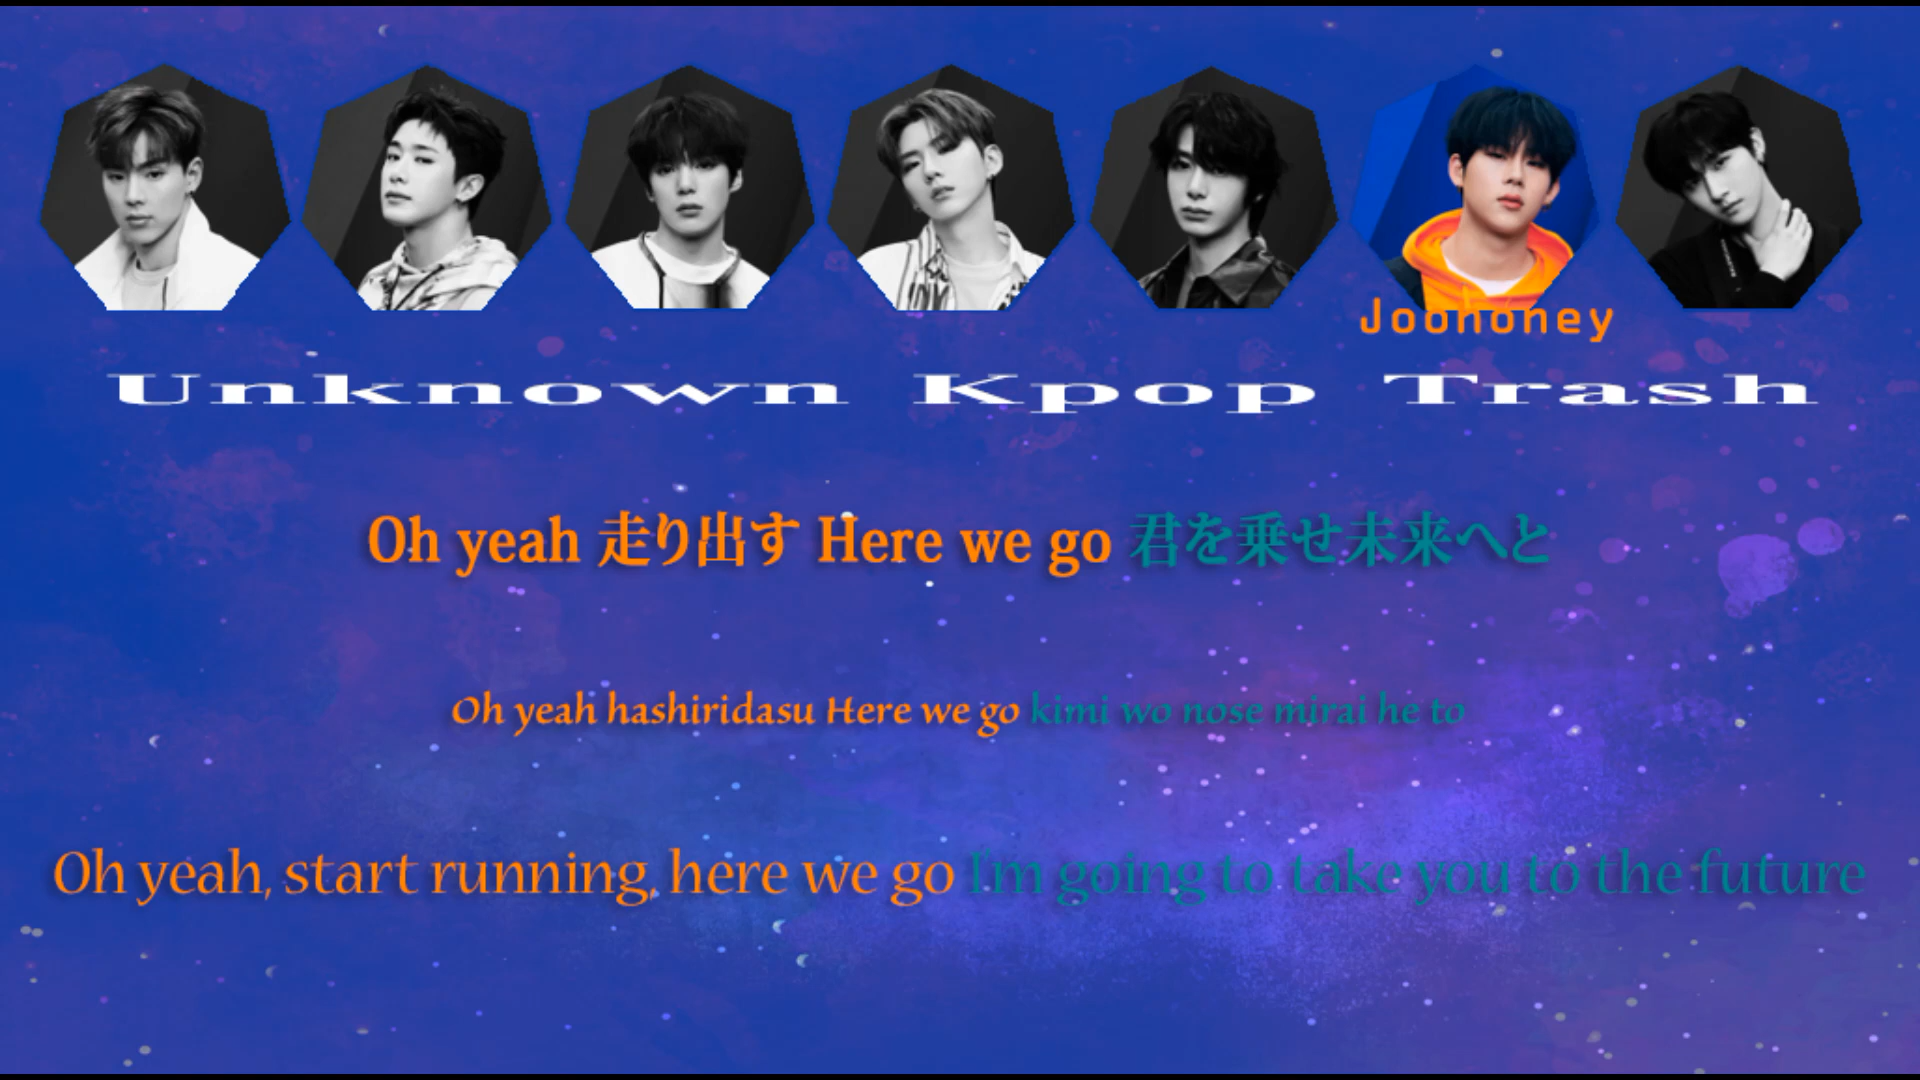 Joohoney
Unknown Kpop Trash
Oh yeah 走り出す Here we go 君を乗せ未来へと
Oh yeah hashiridasu Here we go kimi wo nose mirai he to
Oh yeah, start running, here we go I'm going to take you to the future